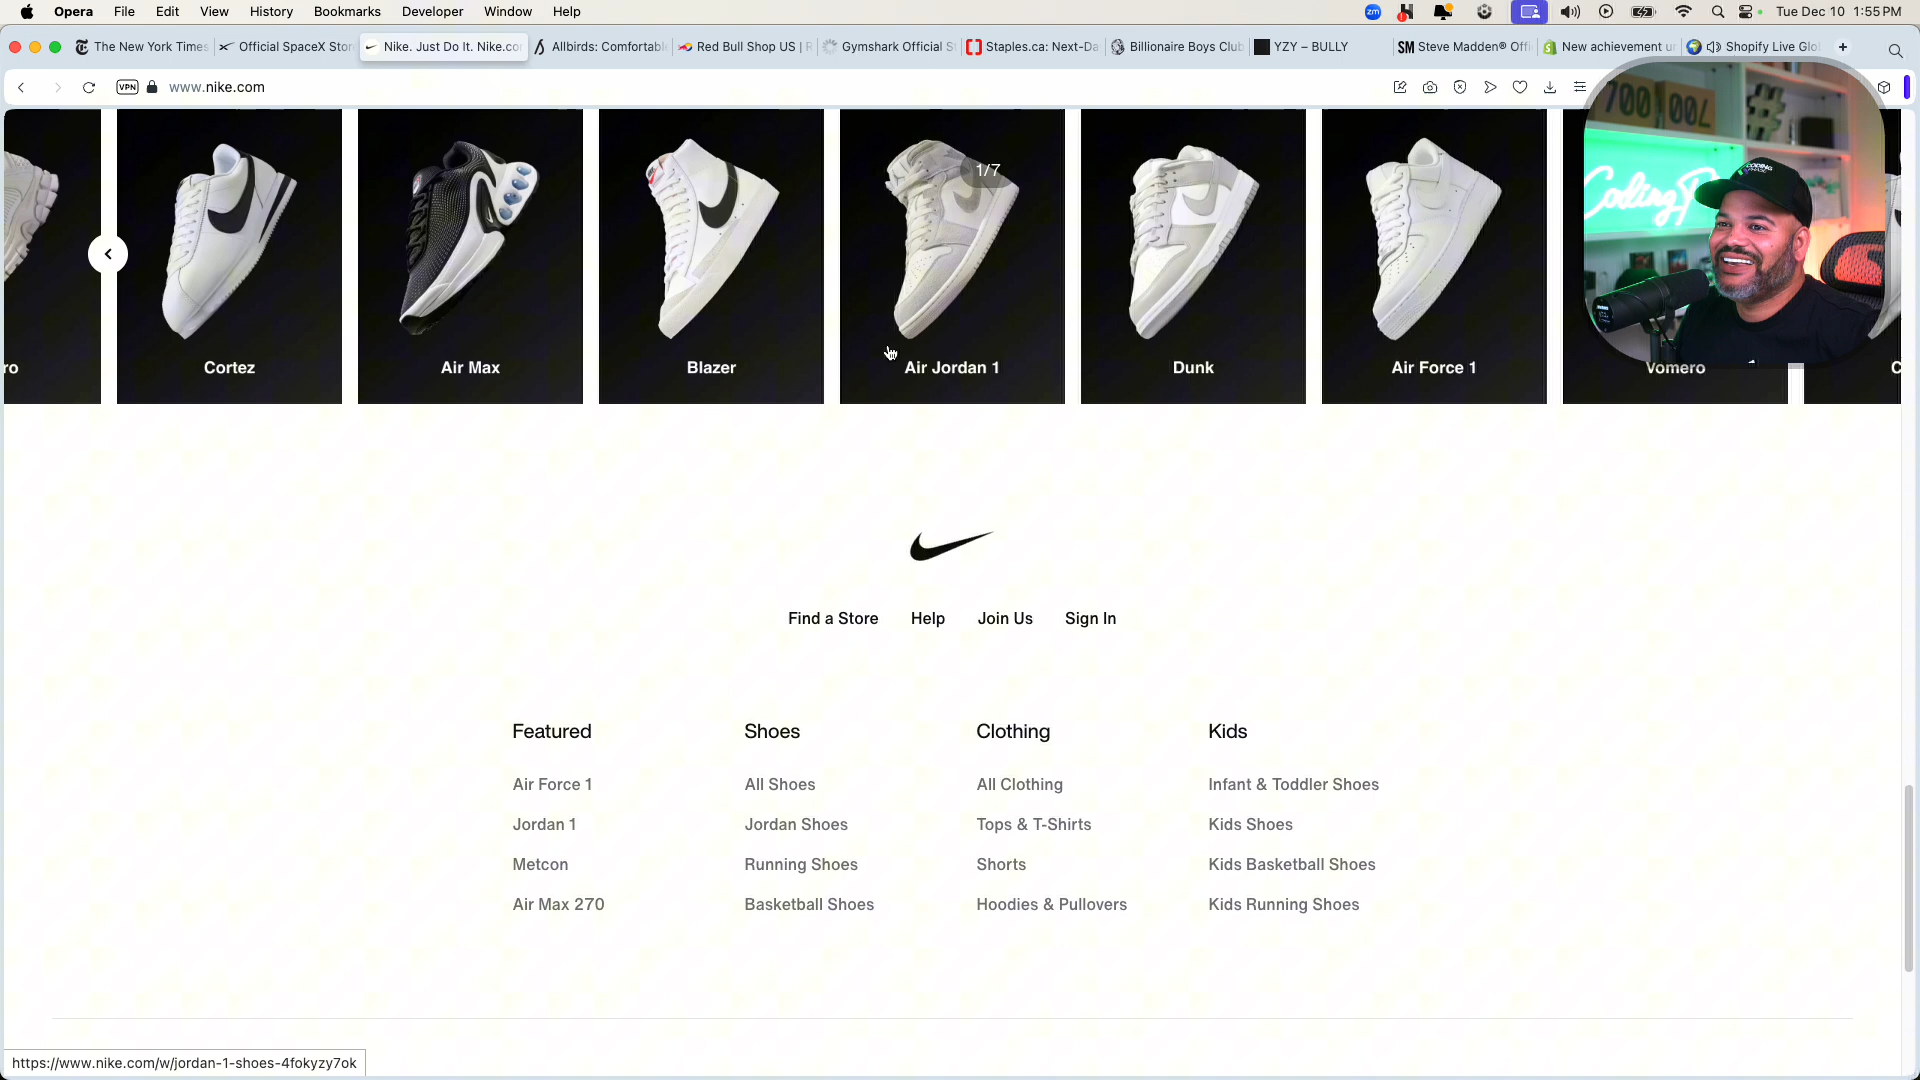 Opera File Edit View History Bookmarks Developer Window Help
zm
Tue Dec 10 1:55 PM
The New York Times
Official SpaceX Stor
Nike. Just Do It. Nike.co
Allbirds: Comfortabl
Red Bull Shop US | R
Gymshark Official S
Staples.ca: Next-Da
Billionaire Boys Club
YZY – BULLY
SM Steve Madden® Offi
New achievement u
Shopify Live Glo
VPN www.nike.com
1/7
ro
Cortez
Air Max
Blazer
Air Jordan 1
Dunk
Air Force 1
Vomero
C
Find a Store Help Join Us Sign In
Featured
Air Force 1
Jordan 1
Metcon
Air Max 270
Shoes
All Shoes
Jordan Shoes
Running Shoes
Basketball Shoes
Clothing
All Clothing
Tops & T-Shirts
Shorts
Hoodies & Pullovers
Kids
Infant & Toddler Shoes
Kids Shoes
Kids Basketball Shoes
Kids Running Shoes
https://www.nike.com/w/jordan-1-shoes-4fokyzy7ok